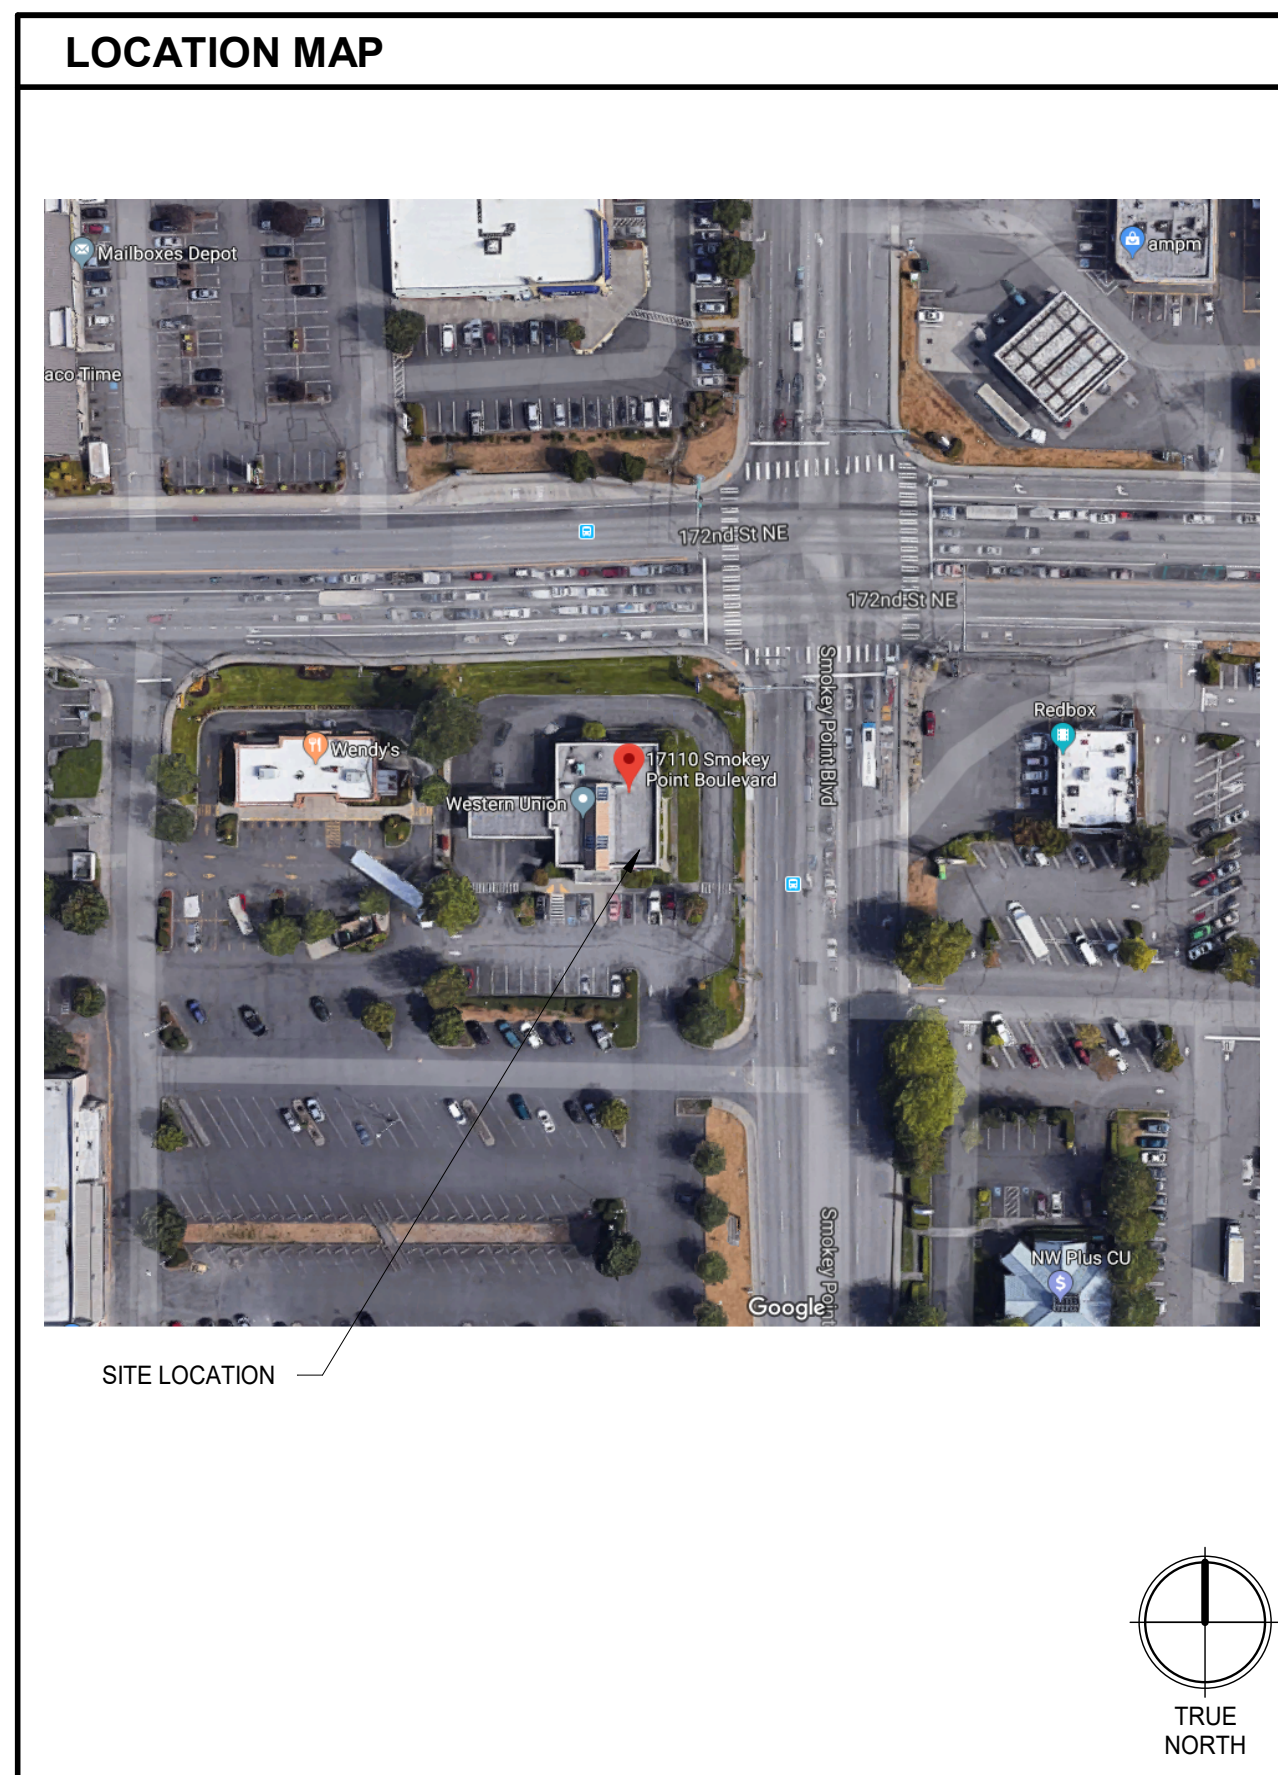 LOCATION MAP
Mailboxes Depot
ampm
aco Time
172nd St NE
172nd St NE
Smokey Point Blvd
Redbox
Wendy's
17110 Smokey
Point Boulevard
Western Union
Smokey Point
NW Plus CU
Google
SITE LOCATION
TRUE
NORTH